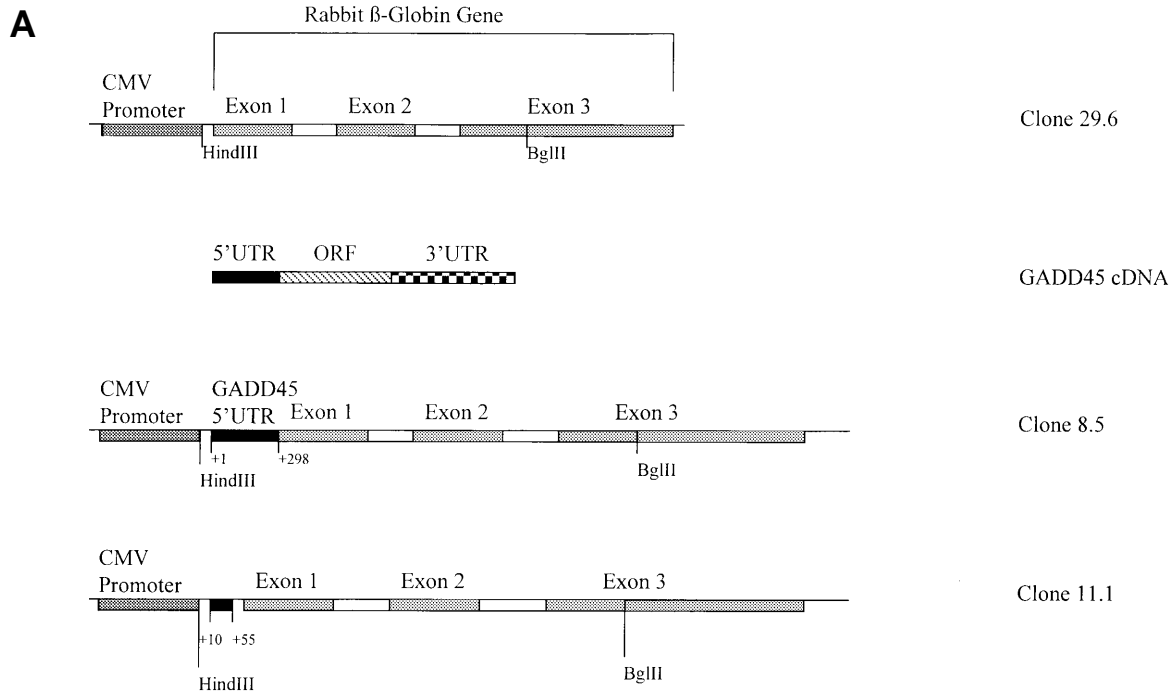 A
Rabbit ß-Globin Gene
CMV
Promoter
Exon 1
Exon 2
Exon 3
Clone 29.6
HindIII
BglII
5'UTR
ORF
3'UTR
GADD45 cDNA
CMV
Promoter
GADD45
5'UTR
Exon 1
Exon 2
Exon 3
Clone 8.5
+1
+298
HindIII
BglII
CMV
Promoter
Exon 1
Exon 2
Exon 3
Clone 11.1
+10
+55
HindIII
BglII